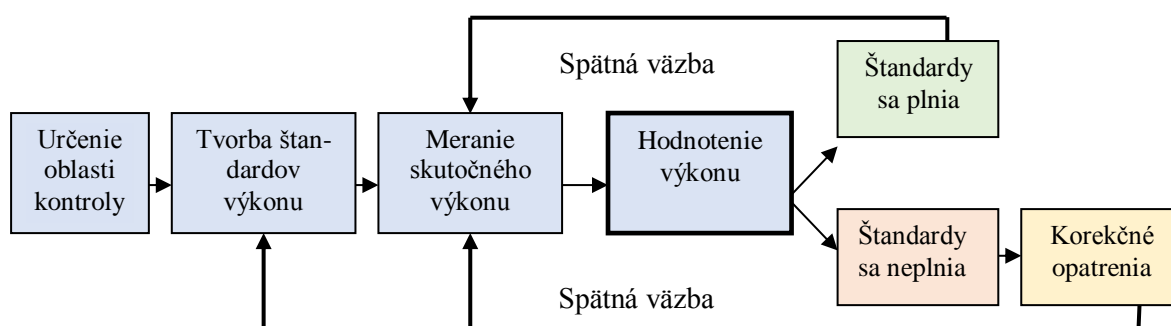 Spätná väzba
Štandardy
sa plnia
Určenie
oblasti
kontroly
Tvorba štan-
dardov
výkonu
Meranie
skutočného
výkonu
Hodnotenie
výkonu
Štandardy
sa neplnia
Korekčné
opatrenia
Spätná väzba